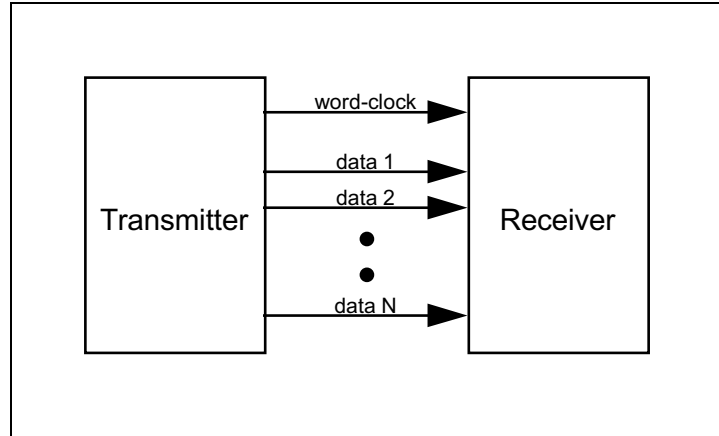 word-clock
data 1
data 2
Transmitter
Receiver
data N